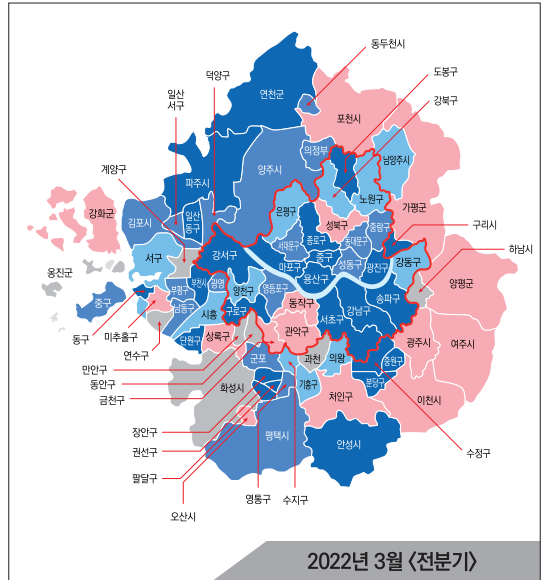 동두천시
덕양구
도봉구
일산
서구
연천군
강북구
포천시
의정부
남양주시
양주시
계양구
파주시
노원구
강화군
은평구
가평군
김포시
일산
동구
성북구
중랑구
구리시
서대문구
종로구
동대문구
하남시
서구
강서구
중구
강동구
옹진군
마포구
성동구
광진구
양평군
용산구
중구
부평구
부천시
광명
양천구
영등포구
송파구
동작구
강남구
남동구
시흥
구로구
서초구
여주시
동구
미추홀구
관악구
광주시
연수구
단원구
상록구
만안구
군포
과천
의왕
중원구
동안구
화성시
기흥구
분당구
금천구
처인구
이천시
장안구
평택시
안성시
권선구
수정구
팔달구
영통구
수지구
오산시
2022년 3월 〈전분기〉